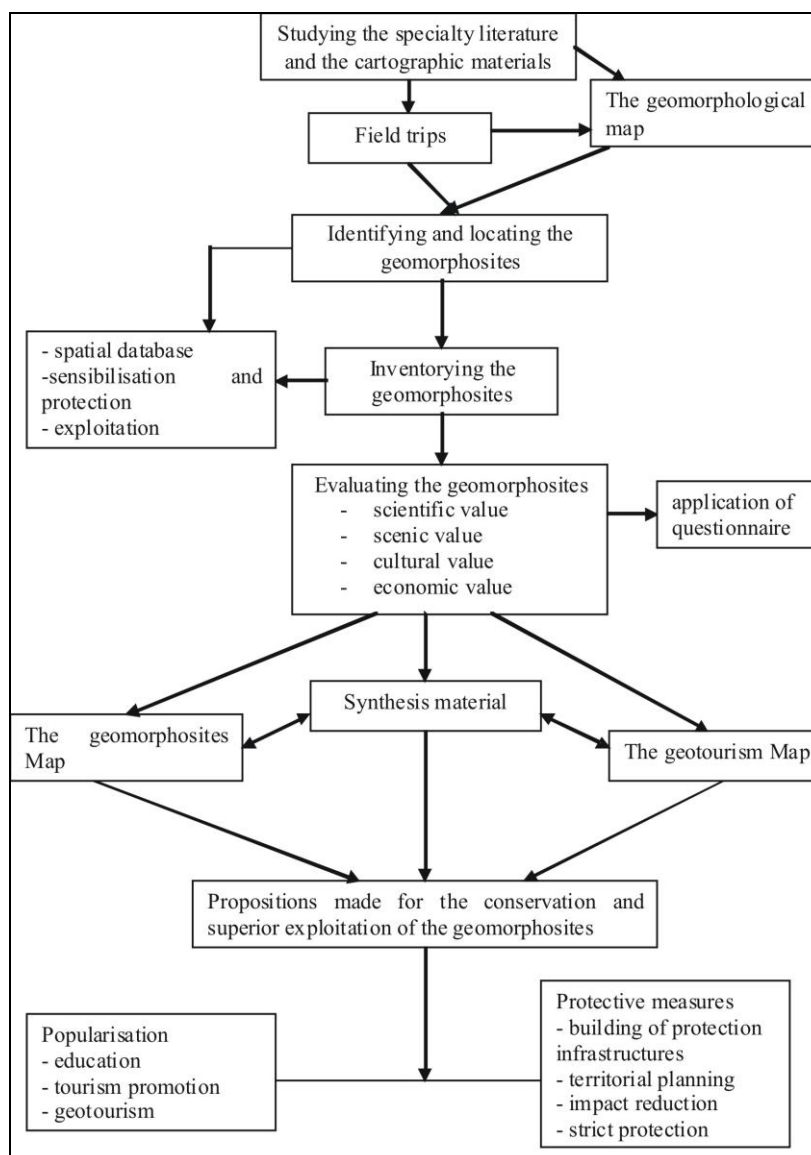 Studying the specialty literature
and the cartographic materials
The geomorphological
map
Field trips
Identifying and locating the
geomorphosites
- spatial database
-sensibilisation and
protection
- exploitation
Inventorying the
geomorphosites
Evaluating the geomorphosites
- scientific value
- scenic value
- cultural value
- economic value
application of
questionnaire
Synthesis material
The geomorphosites
Map
The geotourism Map
Propositions made for the conservation and
superior exploitation of the geomorphosites
Popularisation
- education
- tourism promotion
- geotourism
Protective measures
- building of protection
infrastructures
- territorial planning
- impact reduction
- strict protection